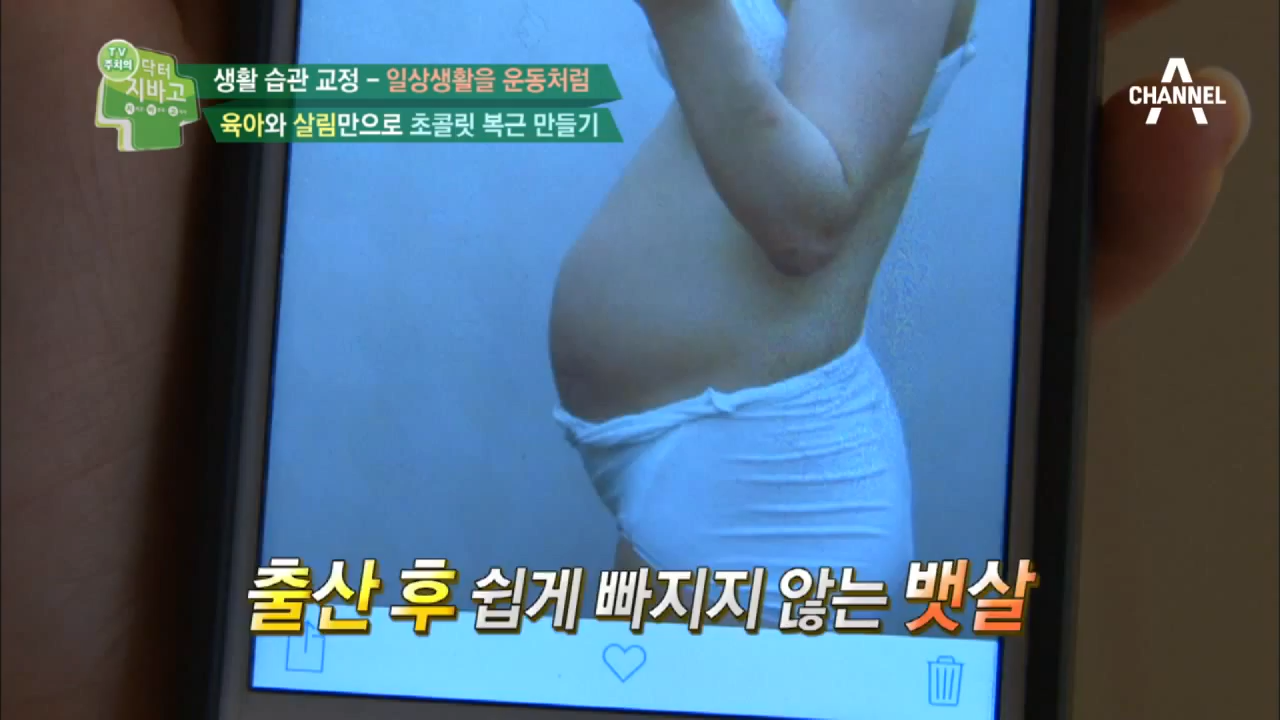 TV
주치의
닥터
지바고
생활 습관 교정 – 일상생활을 운동처럼
육아와 살림만으로 초콜릿 복근 만들기
CHANNEL A
출산 후 쉽게 빠지지 않는 뱃살